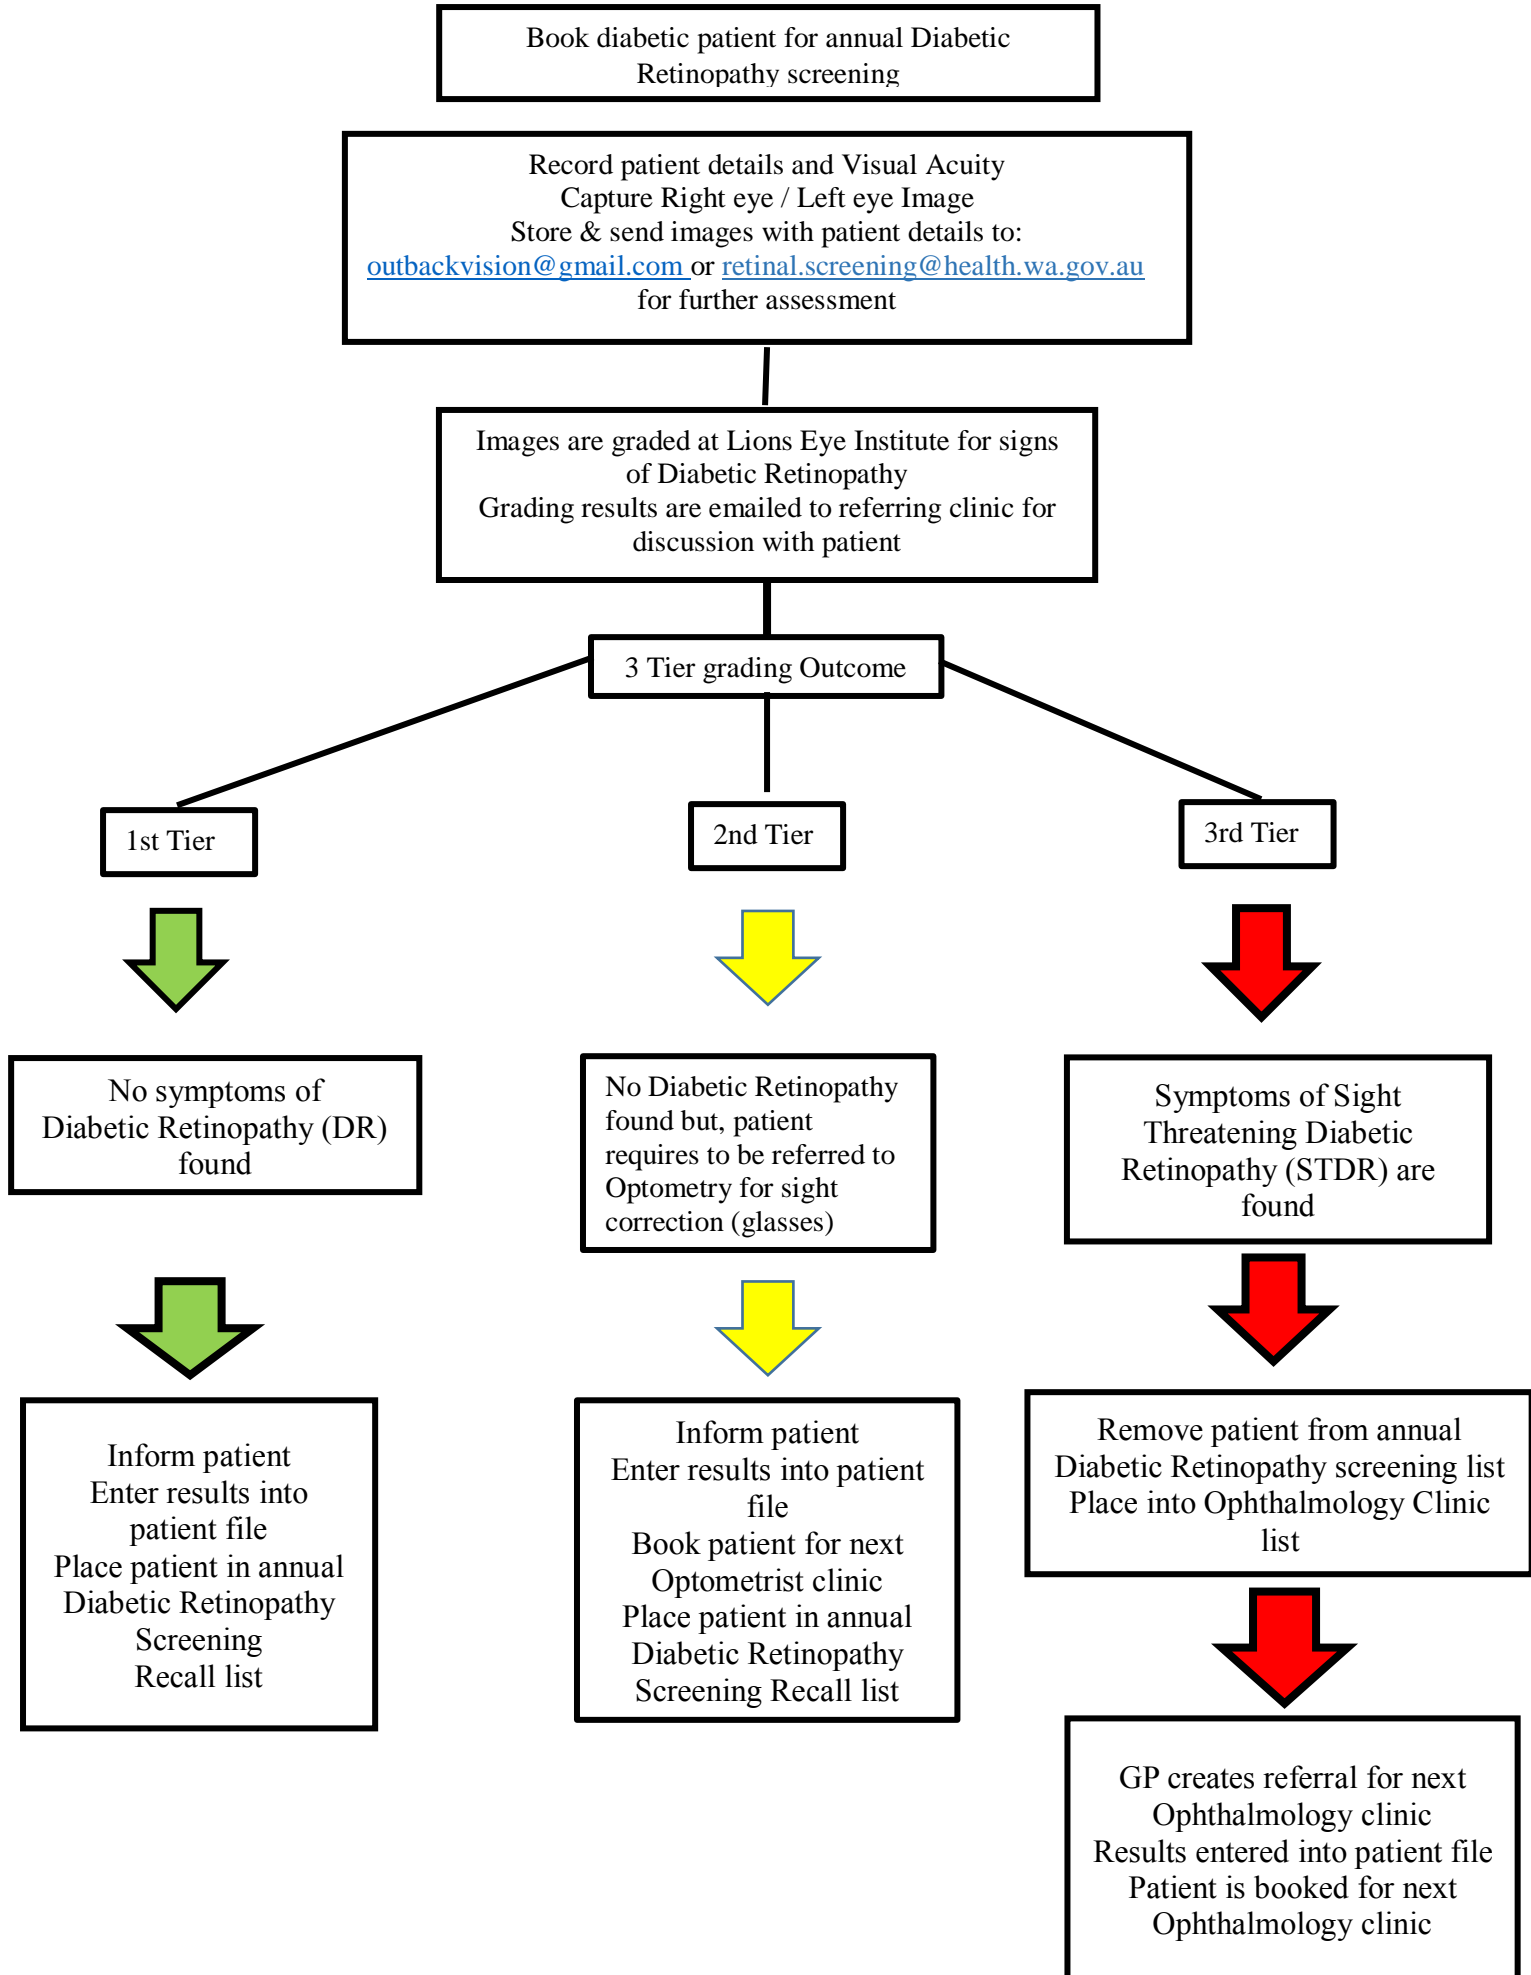 Book diabetic patient for annual Diabetic
Retinopathy screening
Record patient details and Visual Acuity
Capture Right eye / Left eye Image
Store & send images with patient details to:
outbackvision@gmail.com or retinal.screening@health.wa.gov.au
for further assessment
Images are graded at Lions Eye Institute for signs
of Diabetic Retinopathy
Grading results are emailed to referring clinic for
discussion with patient
3 Tier grading Outcome
1st Tier
2nd Tier
3rd Tier
No symptoms of
Diabetic Retinopathy (DR)
found
No Diabetic Retinopathy
found but, patient
requires to be referred to
Optometry for sight
correction (glasses)
Symptoms of Sight
Threatening Diabetic
Retinopathy (STDR) are
found
Inform patient
Enter results into
patient file
Place patient in annual
Diabetic Retinopathy
Screening
Recall list
Inform patient
Enter results into patient
file
Book patient for next
Optometrist clinic
Place patient in annual
Diabetic Retinopathy
Screening Recall list
Remove patient from annual
Diabetic Retinopathy screening list
Place into Ophthalmology Clinic
list
GP creates referral for next
Ophthalmology clinic
Results entered into patient file
Patient is booked for next
Ophthalmology clinic